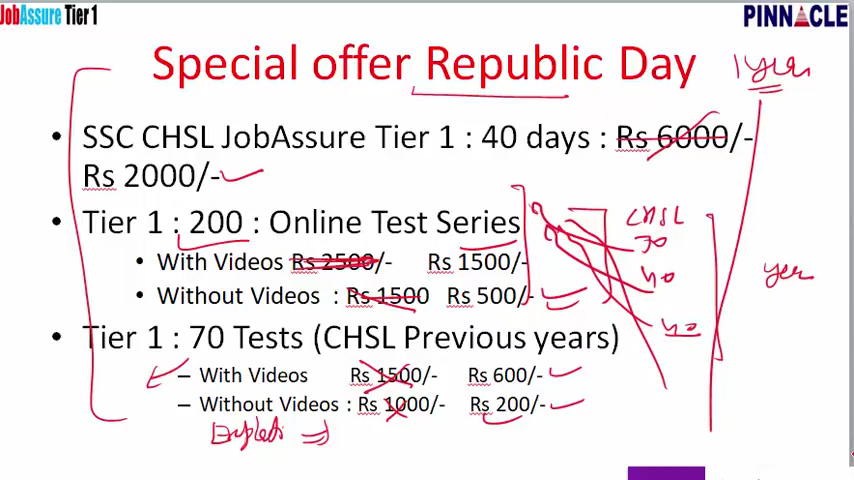 JobAssure Tier 1
PINNACLE
Special offer Republic Day
1 year
• SSC CHSL JobAssure Tier 1 : 40 days : Rs 6000/-
Rs 2000/-
• Tier 1 : 200 : Online Test Series
CHSL
• With Videos Rs 2500/- Rs 1500/-
70
40
year
• Without Videos : Rs 1500 Rs 500/-
40
• Tier 1 : 70 Tests (CHSL Previous years)
– With Videos Rs 1500/- Rs 600/-
– Without Videos : Rs 1000/- Rs 200/-